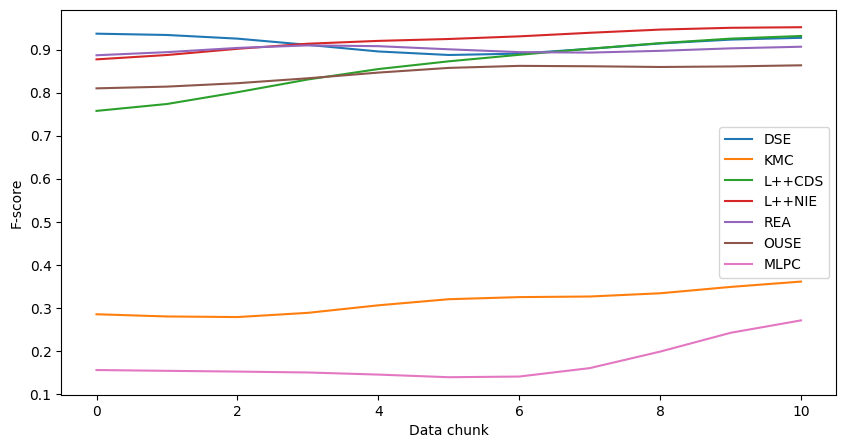 0.9
0.8
0.7
0.6
0.5
0.4
0.3
0.2
0.1
F-score
0
2
4
6
8
10
Data chunk
DSE
KMC
L++CDS
L++NIE
REA
OUSE
MLPC